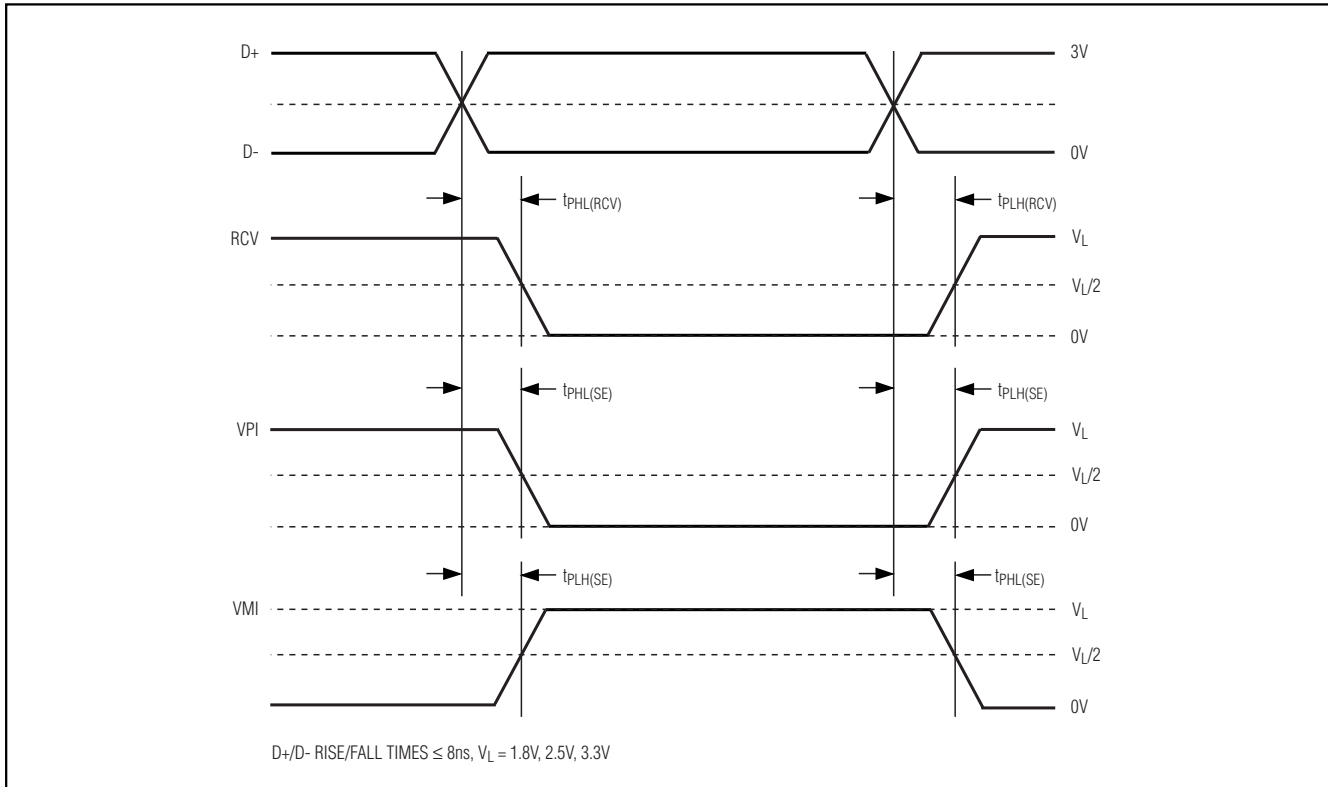 D+ 3V
D- 0V
tPHL(RCV) tPLH(RCV)
RCV VL
VL/2
0V
tPHL(SE) tPLH(SE)
VPI VL
VL/2
0V
tPLH(SE) tPHL(SE)
VMI VL
VL/2
0V
D+/D- RISE/FALL TIMES ≤ 8ns, VL = 1.8V, 2.5V, 3.3V